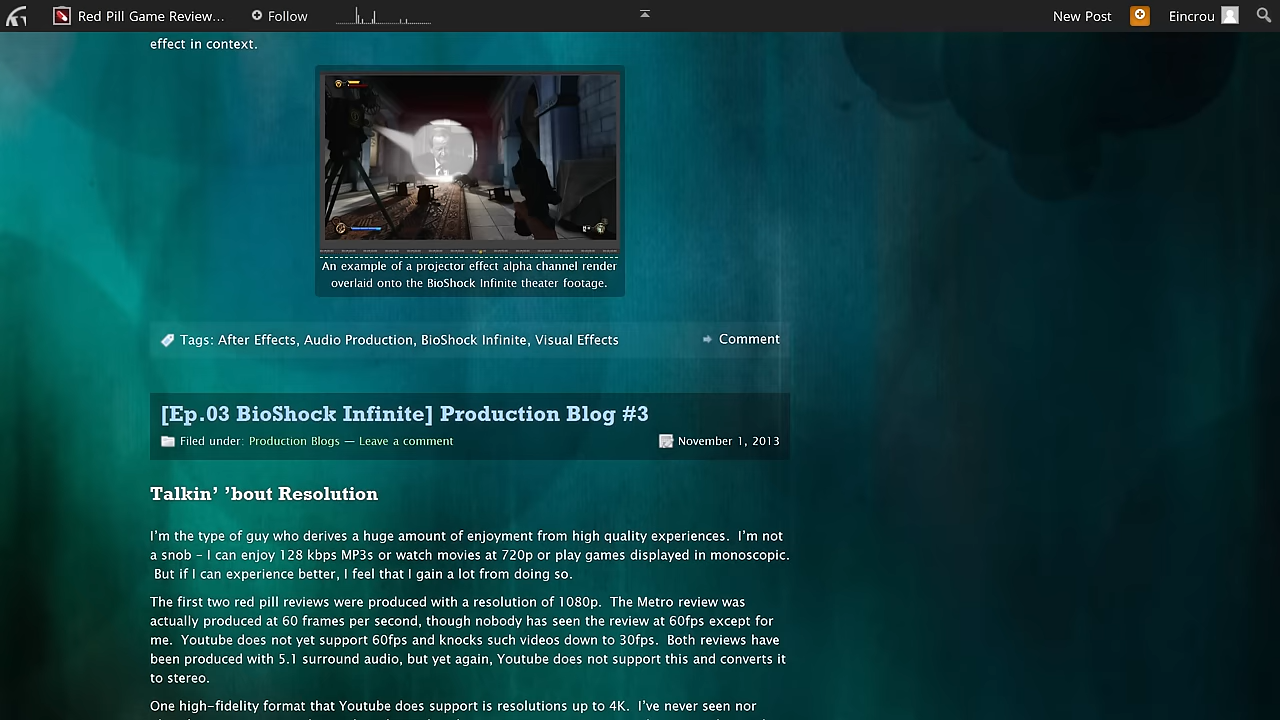 Red Pill Game Review... Follow New Post Eincrou
effect in context.
An example of a projector effect alpha channel render
overlaid onto the BioShock Infinite theater footage.
Tags: After Effects, Audio Production, BioShock Infinite, Visual Effects Comment
[Ep.03 BioShock Infinite] Production Blog #3
Filed under: Production Blogs — Leave a comment November 1, 2013
Talkin’ ’bout Resolution
I’m the type of guy who derives a huge amount of enjoyment from high quality experiences. I’m not
a snob – I can enjoy 128 kbps MP3s or watch movies at 720p or play games displayed in monoscopic.
But if I can experience better, I feel that I gain a lot from doing so.
The first two red pill reviews were produced with a resolution of 1080p. The Metro review was
actually produced at 60 frames per second, though nobody has seen the review at 60fps except for
me. Youtube does not yet support 60fps and knocks such videos down to 30fps. Both reviews have
been produced with 5.1 surround audio, but yet again, Youtube does not support this and converts it
to stereo.
One high-fidelity format that Youtube does support is resolutions up to 4K. I’ve never seen nor